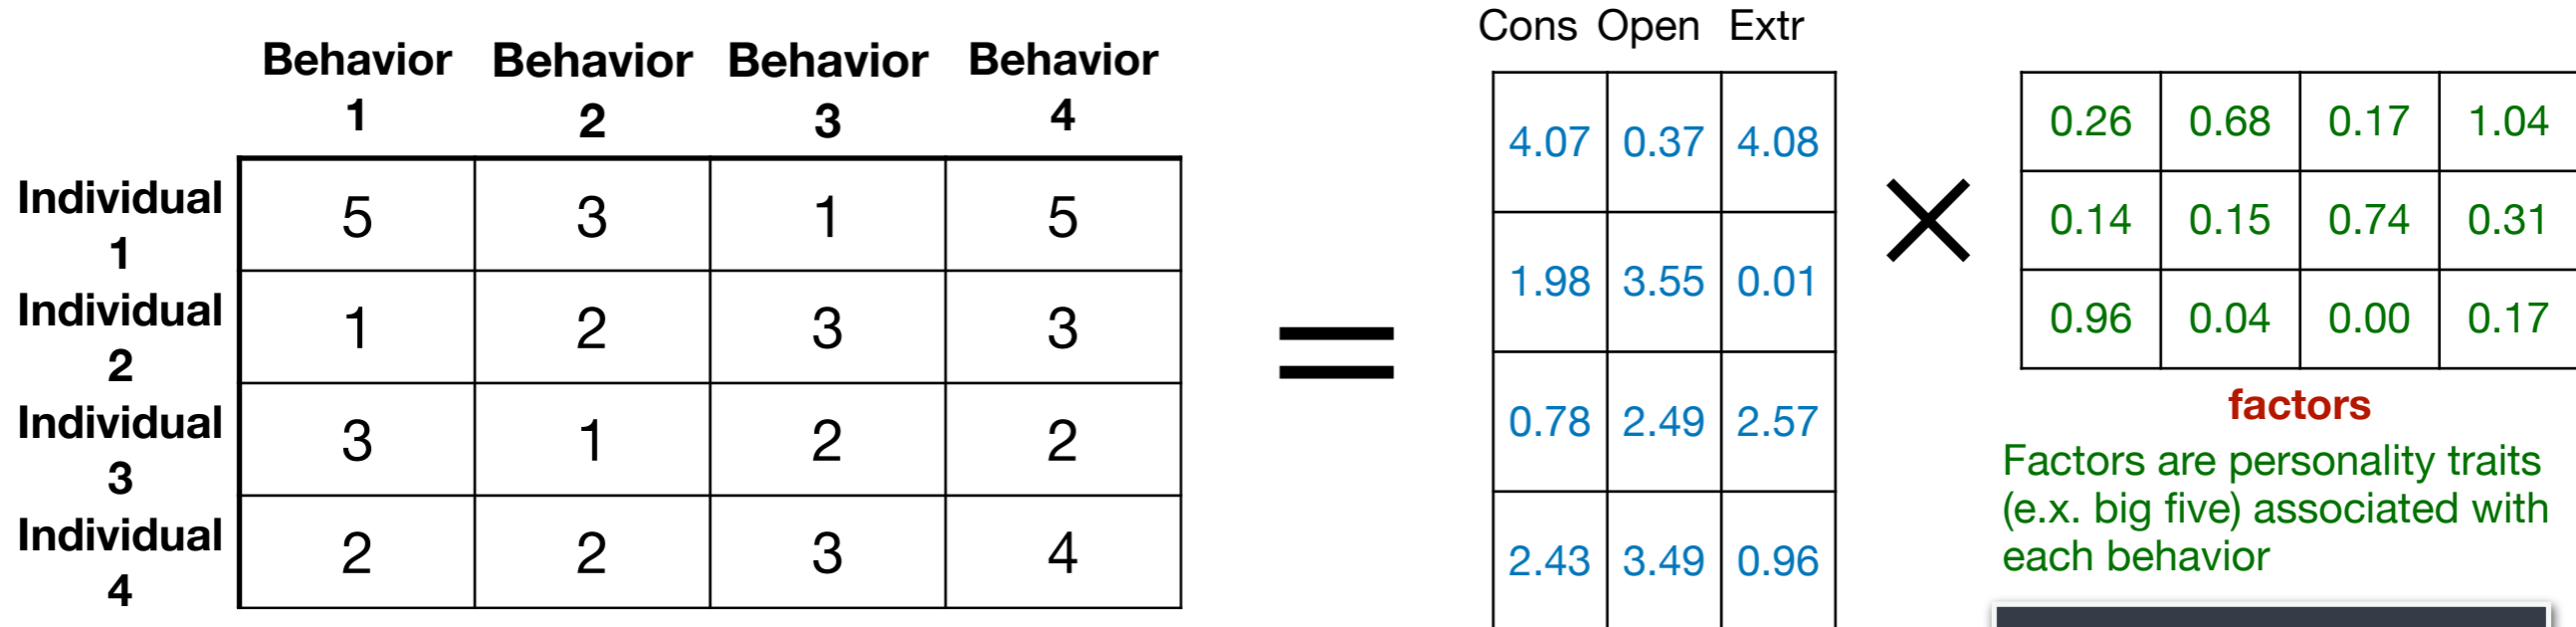 Cons Open Extr
Behavior Behavior Behavior Behavior
1 2 3 4
Individual 1
5 3 1 5
Individual 2
1 2 3 3
Individual 3
3 1 2 2
Individual 4
2 2 3 4
=
4.07 0.37 4.08
1.98 3.55 0.01
0.78 2.49 2.57
2.43 3.49 0.96
×
0.26 0.68 0.17 1.04
0.14 0.15 0.74 0.31
0.96 0.04 0.00 0.17
factors
Factors are personality traits
(e.x. big five) associated with
each behavior